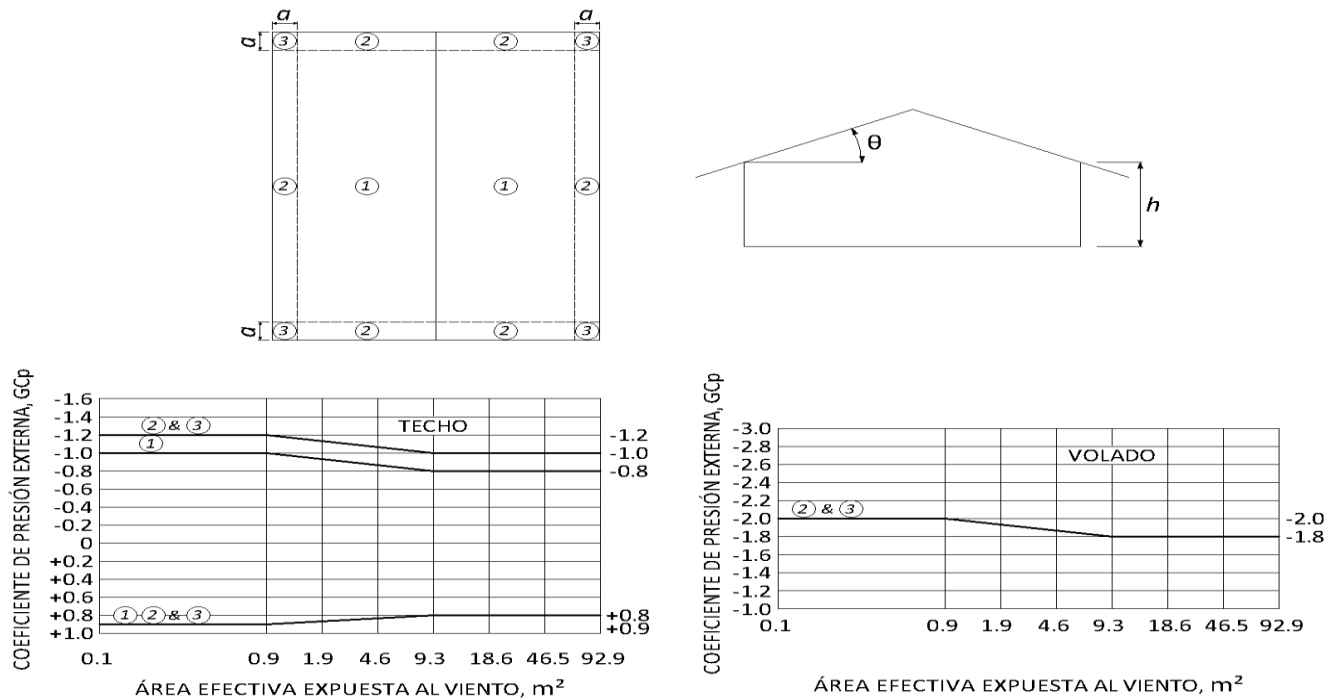 a a
a 3 2 2 3
2 1 1 2
a 3 2 2 3
θ
h
COEFICIENTE DE PRESIÓN EXTERNA, GCp
-1.6
-1.4
-1.2
-1.0
-0.8
-0.6
-0.4
-0.2
0
+0.2
+0.4
+0.6
+0.8
+1.0
TECHO
2 & 3
1
1 2 & 3
-1.2
-1.0
-0.8
+0.8
+0.9
0.1 0.9 1.9 4.6 9.3 18.6 46.5 92.9
ÁREA EFECTIVA EXPUESTA AL VIENTO, m²
COEFICIENTE DE PRESIÓN EXTERNA, GCp
-3.0
-2.8
-2.6
-2.4
-2.2
-2.0
-1.8
-1.6
-1.4
-1.2
-1.0
VOLADO
2 & 3
-2.0
-1.8
0.1 0.9 1.9 4.6 9.3 18.6 46.5 92.9
ÁREA EFECTIVA EXPUESTA AL VIENTO, m²